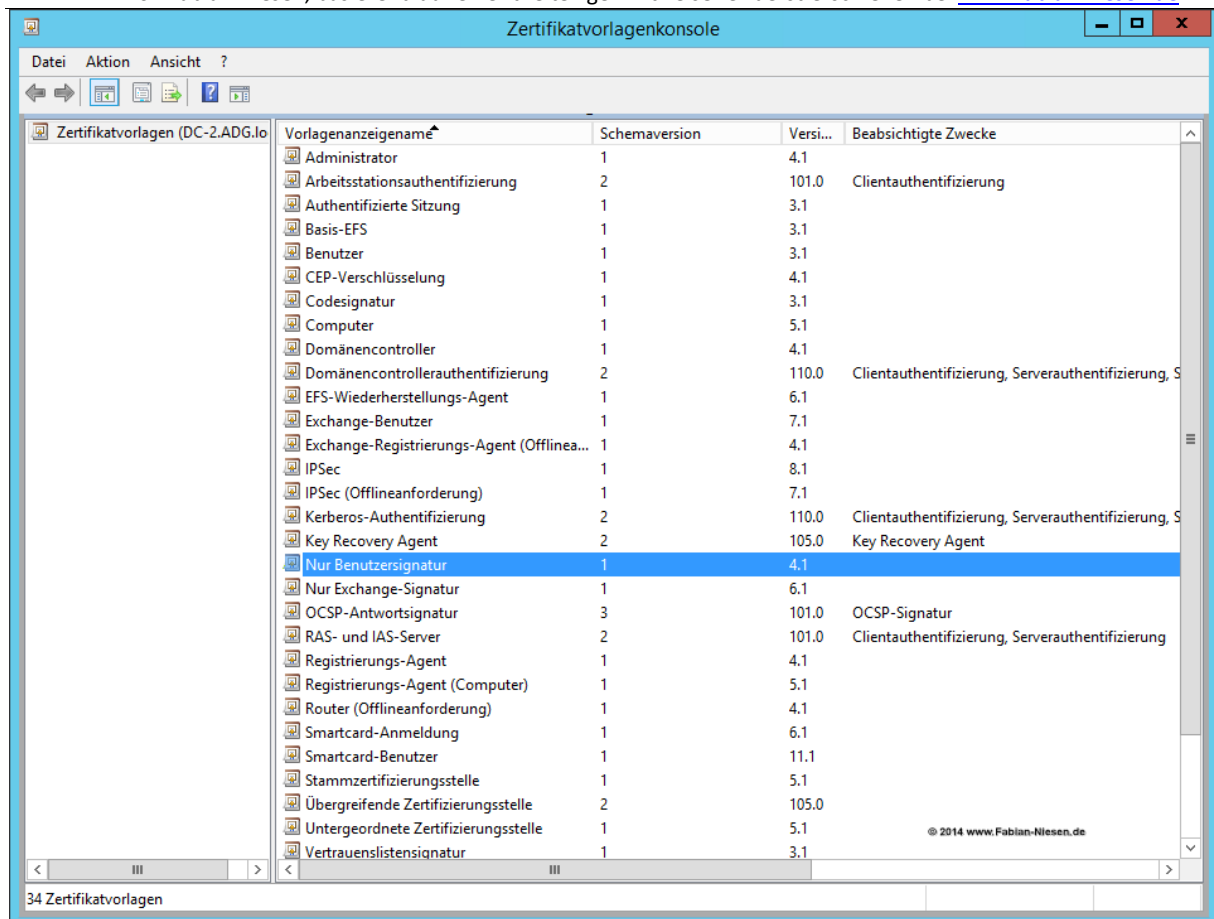 Zertifikatvorlagenkonsole
Datei Aktion Ansicht ?
Zertifikatvorlagen (DC-2.ADG.lo
Vorlagenanzeigename Schemaversion Versi... Beabsichtigte Zwecke
Administrator 1 4.1
Arbeitsstationsauthentifizierung 2 101.0 Clientauthentifizierung
Authentifizierte Sitzung 1 3.1
Basis-EFS 1 3.1
Benutzer 1 3.1
CEP-Verschlüsselung 1 4.1
Codesignatur 1 3.1
Computer 1 5.1
Domänencontroller 1 4.1
Domänencontrollerauthentifizierung 2 110.0 Clientauthentifizierung, Serverauthentifizierung, S
EFS-Wiederherstellungs-Agent 1 6.1
Exchange-Benutzer 1 7.1
Exchange-Registrierungs-Agent (Offlinea... 1 4.1
IPSec 1 8.1
IPSec (Offlineanforderung) 1 7.1
Kerberos-Authentifizierung 2 110.0 Clientauthentifizierung, Serverauthentifizierung, S
Key Recovery Agent 2 105.0 Key Recovery Agent
Nur Benutzersignatur 1 4.1
Nur Exchange-Signatur 1 6.1
OCSP-Antwortsignatur 3 101.0 OCSP-Signatur
RAS- und IAS-Server 2 101.0 Clientauthentifizierung, Serverauthentifizierung
Registrierungs-Agent 1 4.1
Registrierungs-Agent (Computer) 1 5.1
Router (Offlineanforderung) 1 4.1
Smartcard-Anmeldung 1 6.1
Smartcard-Benutzer 1 11.1
Stammzertifizierungsstelle 1 5.1
Übergreifende Zertifizierungsstelle 2 105.0
Untergeordnete Zertifizierungsstelle 1 5.1
© 2014 www.Fabian-Niesen.de
Vertrauenslistensignatur 1 3.1
34 Zertifikatvorlagen